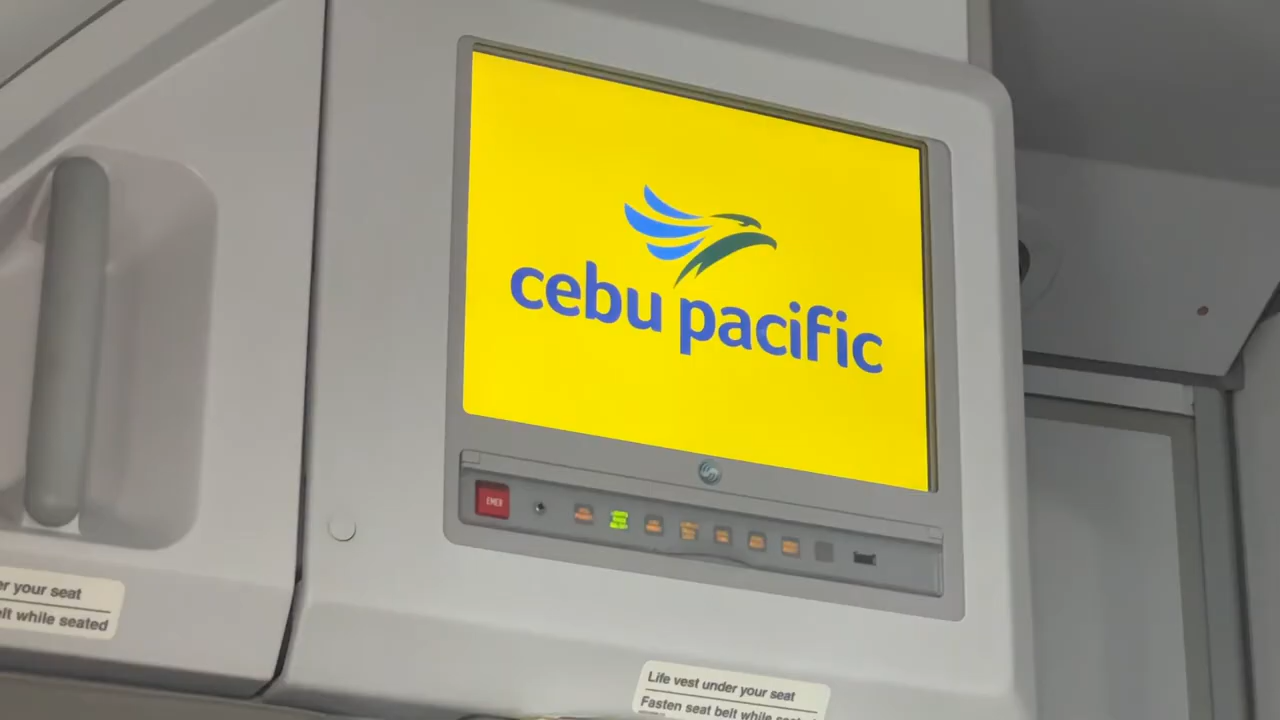 cebu pacific
EMER
er your seat
elt while seated
Life vest under your seat
Fasten seat belt while